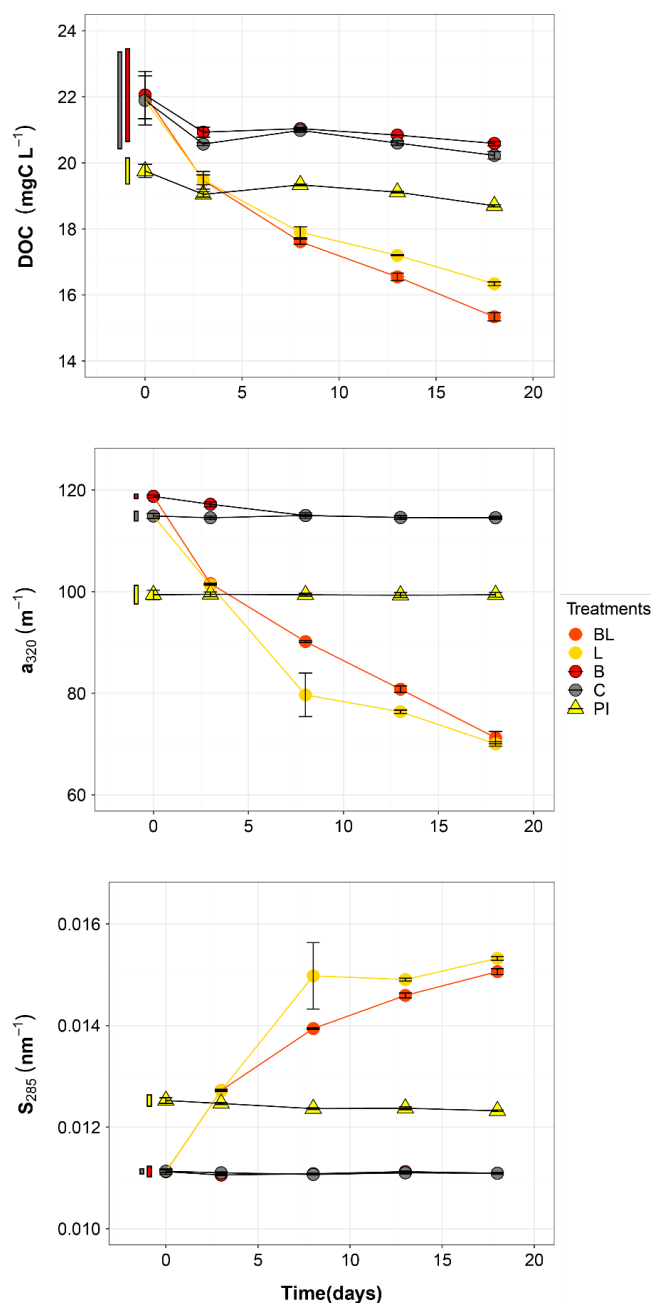 24
22
20
18
16
14
DOC (mgC L⁻¹)
0 5 10 15 20
120
100
80
60
a₃₂₀ (m⁻¹)
0 5 10 15 20
Treatments
BL
L
B
C
PI
0.016
0.014
0.012
0.010
S₂₈₅ (nm⁻¹)
0 5 10 15 20
Time(days)